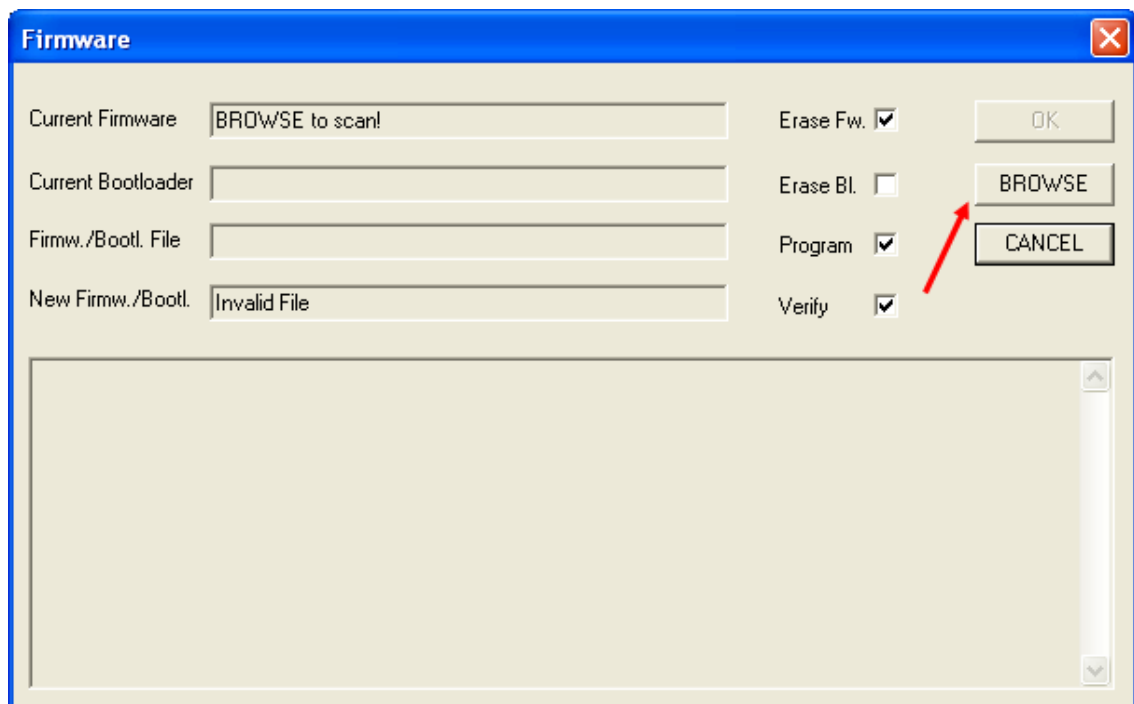 Firmware
Current Firmware BROWSE to scan! Erase Fw. OK
Current Bootloader Erase Bl. BROWSE
Firmw./Bootl. File Program CANCEL
New Firmw./Bootl. Invalid File Verify